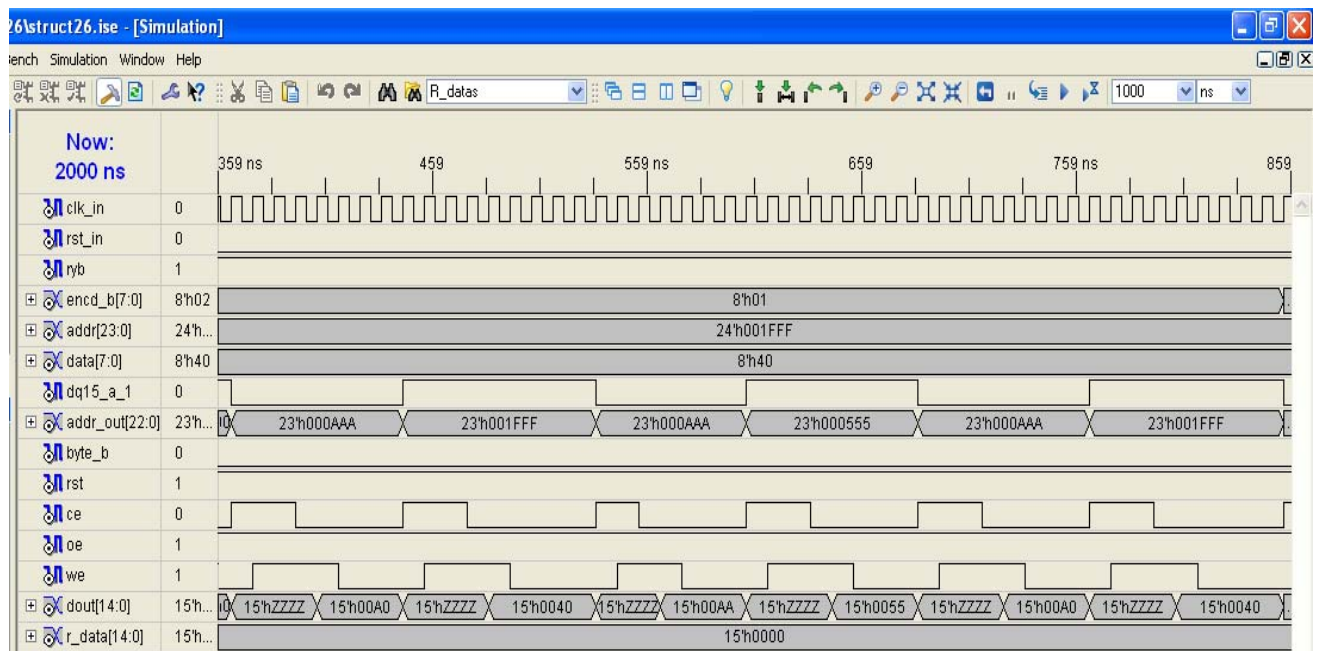 26\struct26.ise - [Simulation]
ench Simulation Window Help
R_datas 1000 ns
Now:
2000 ns
359 ns 459 559 ns 659 759 ns 859
clk_in 0
rst_in 0
ryb 1
encd_b[7:0] 8'h02 8'h01
addr[23:0] 24'h... 24'h001FFF
data[7:0] 8'h40 8'h40
dq15_a_1 0
addr_out[22:0] 23'h... 23'h000AAA 23'h001FFF 23'h000AAA 23'h000555 23'h000AAA 23'h001FFF
byte_b 0
rst 1
ce 0
oe 1
we 1
dout[14:0] 15'h... 15'hZZZZ 15'h00A0 15'hZZZZ 15'h0040 15'hZZZZ 15'h00AA 15'hZZZZ 15'h0055 15'hZZZZ 15'h00A0 15'hZZZZ 15'h0040
r_data[14:0] 15'h... 15'h0000